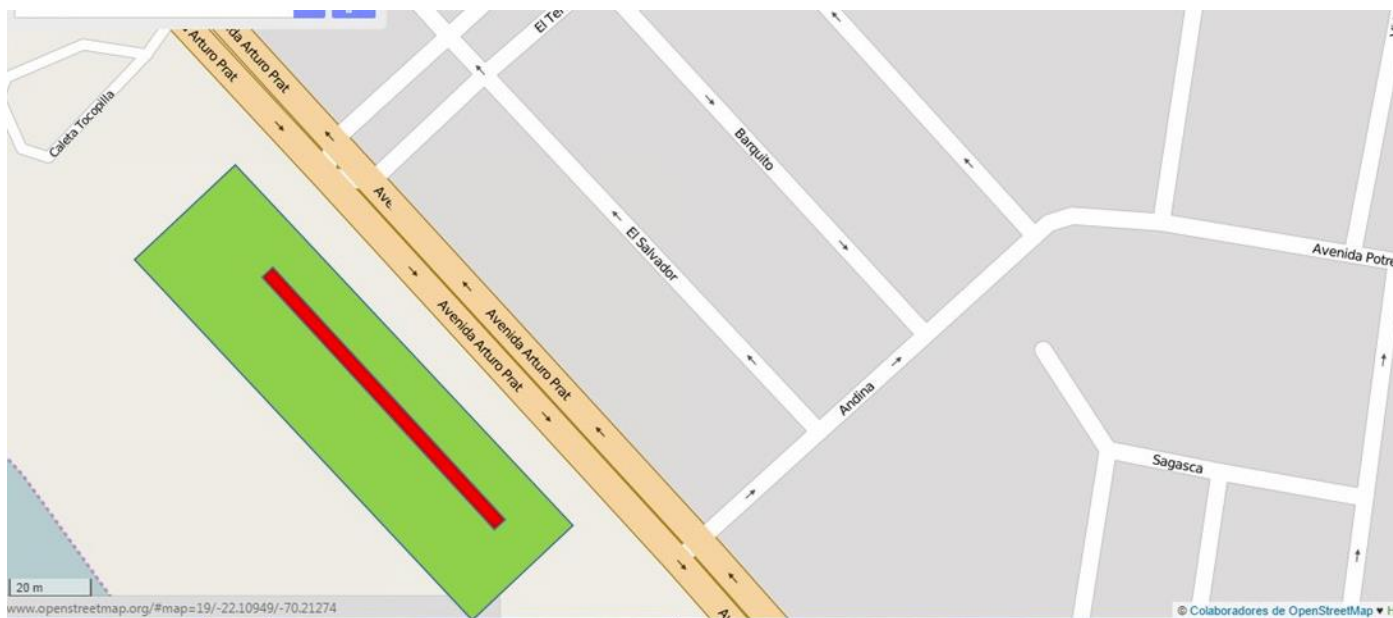 El Te
Arturo Prat
da Arturo Prat
Caleta Tocopilla
Barquito
Ave
El Salvador
Avenida Potre
Avenida Arturo Prat
Avenida Arturo Prat
Andina
Sagasca
20 m
www.openstreetmap.org/#map=19/-22.10949/-70.21274
© Colaboradores de OpenStreetMap ♥ H